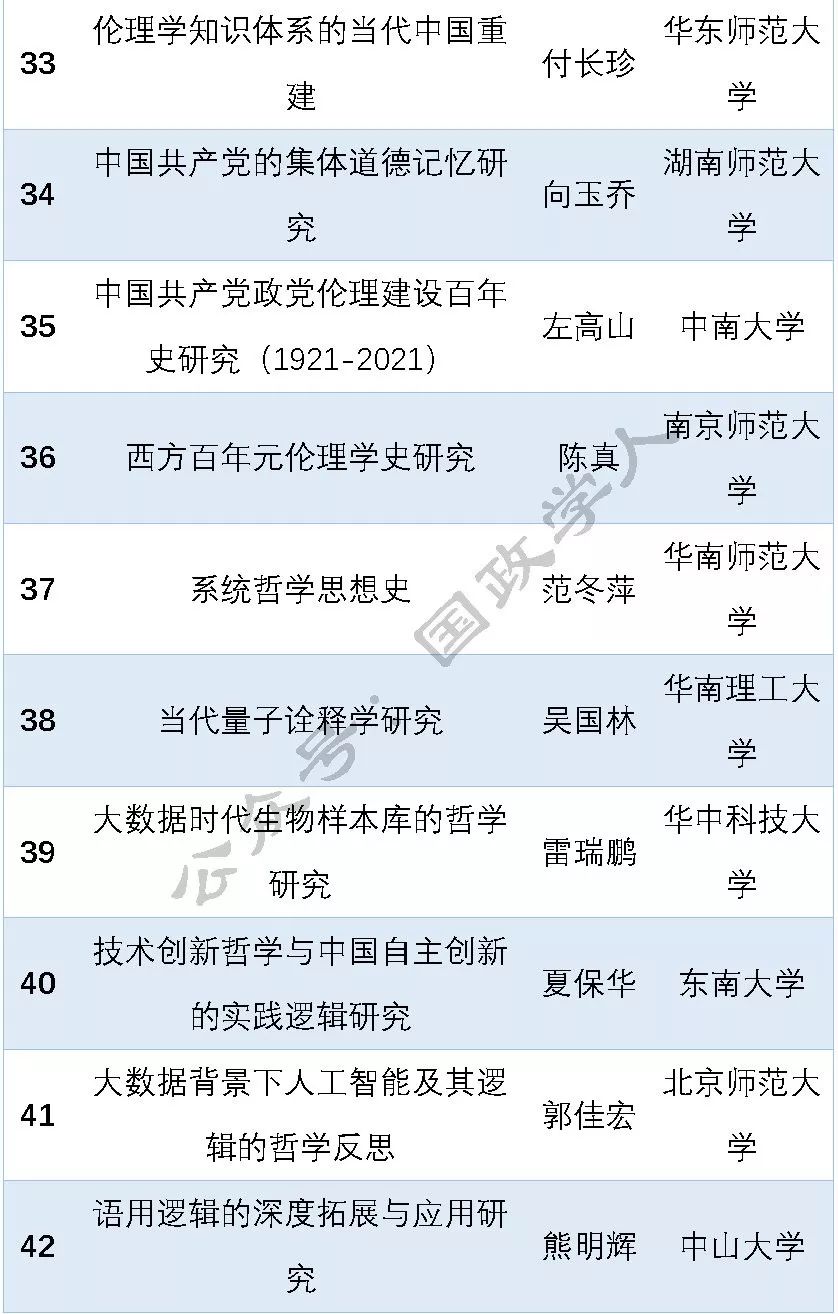 33 伦理学知识体系的当代中国重建 付长珍 华东师范大学
34 中国共产党的集体道德记忆研究 向玉乔 湖南师范大学
35 中国共产党政党伦理建设百年史研究（1921-2021） 左高山 中南大学
36 西方百年元伦理学史研究 陈真 南京师范大学
37 系统哲学思想史 范冬萍 华南师范大学
38 当代量子诠释学研究 吴国林 华南理工大学
39 大数据时代生物样本库的哲学研究 雷瑞鹏 华中科技大学
40 技术创新哲学与中国自主创新的实践逻辑研究 夏保华 东南大学
41 大数据背景下人工智能及其逻辑的哲学反思 郭佳宏 北京师范大学
42 语用逻辑的深度拓展与应用研究 熊明辉 中山大学
公众号：国政学人